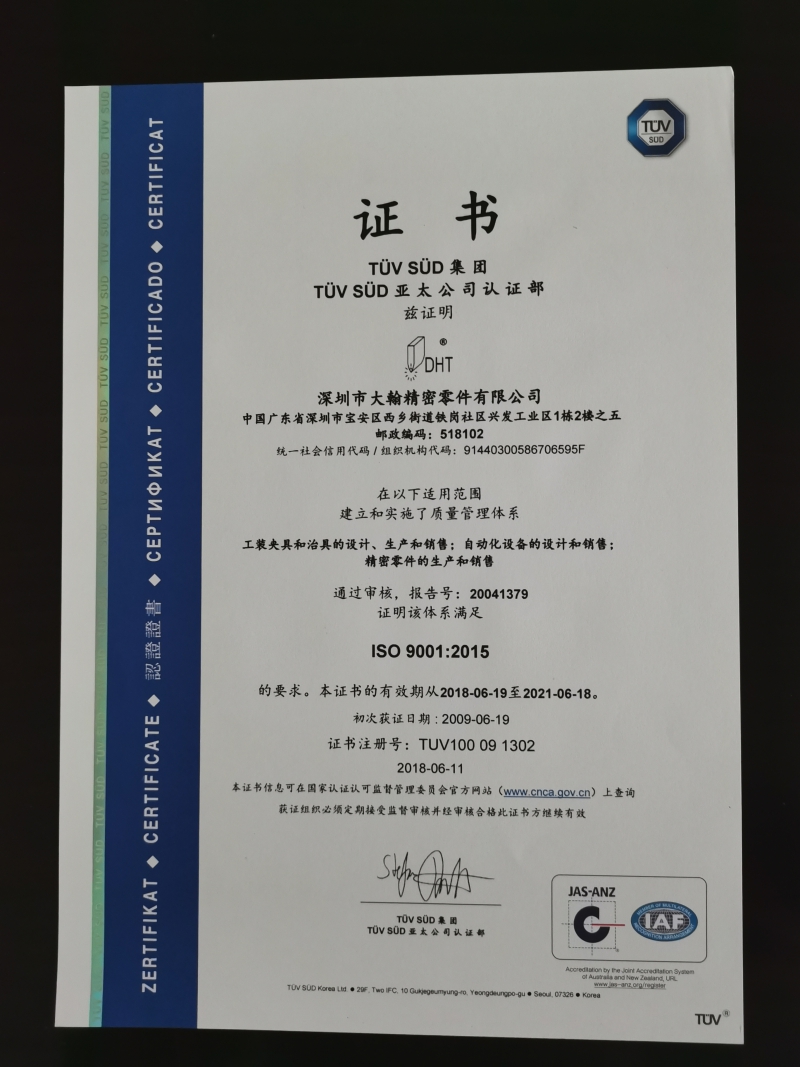 TÜV
SÜD
证 书
TÜV SÜD 集团
TÜV SÜD 亚太公司认证部
兹证明
DHT ®
深圳市大翰精密零件有限公司
中国广东省深圳市宝安区西乡街道铁岗社区兴发工业区1栋2楼之五
邮政编码：518102
统一社会信用代码 / 组织机构代码：91440300586706595F
在以下适用范围
建立和实施了质量管理体系
工装夹具和治具的设计、生产和销售；自动化设备的设计和销售；
精密零件的生产和销售
通过审核，报告号：20041379
证明该体系满足
ISO 9001:2015
的要求。本证书的有效期从2018-06-19至2021-06-18。
初次获证日期：2009-06-19
证书注册号：TUV100 09 1302
2018-06-11
本证书信息可在国家认证认可监督管理委员会官方网站（www.cnca.gov.cn）上查询
获证组织必须定期接受监督审核并经审核合格此证书方继续有效
TÜV SÜD 集团
TÜV SÜD 亚太公司认证部
JAS-ANZ
MEMBER OF MULTILATERAL
IAF
RECOGNITION ARRANGEMENT
Accreditation by the Joint Accreditation System
of Australia and New Zealand, URL
www.jas-anz.org/register
TÜV SÜD Korea Ltd. ● 29F, Two IFC, 10 Gukjegeumyung-ro, Yeongdeungpo-gu ● Seoul, 07326 ● Korea
TÜV®
ZERTIFIKAT ◆ CERTIFICATE ◆ 認證證書 ◆ СЕРТИФИКАТ ◆ CERTIFICADO ◆ CERTIFICAT
TÜV SÜD TÜV SÜD TÜV SÜD TÜV SÜD